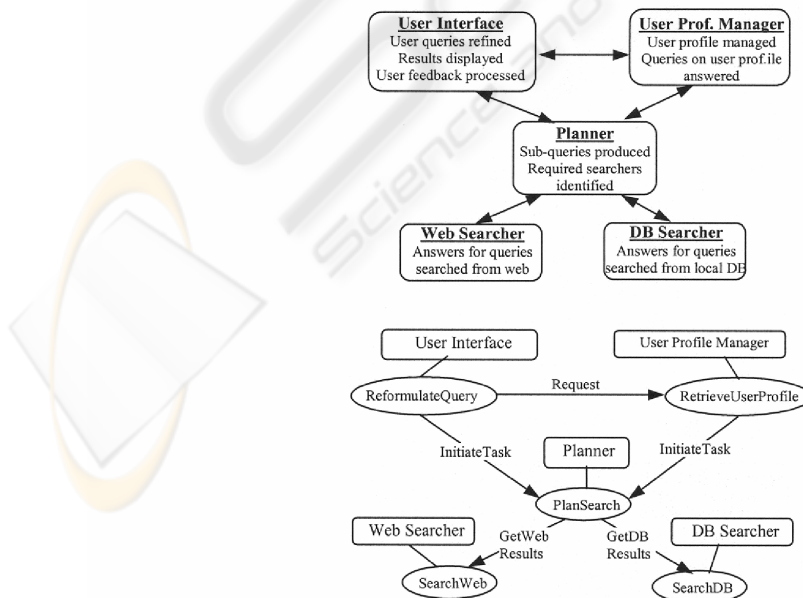 User Interface
User queries refined
Results displayed
User feedback processed
User Prof. Manager
User profile managed
Queries on user prof.ile
answered
Planner
Sub-queries produced
Required searchers
identified
Web Searcher
Answers for queries
searched from web
DB Searcher
Answers for queries
searched from local DB
User Interface
User Profile Manager
ReformulateQuery
Request
RetrieveUserProfile
InitiateTask
Planner
InitiateTask
PlanSearch
Web Searcher
GetWeb
Results
GetDB
Results
DB Searcher
SearchWeb
SearchDB
Science